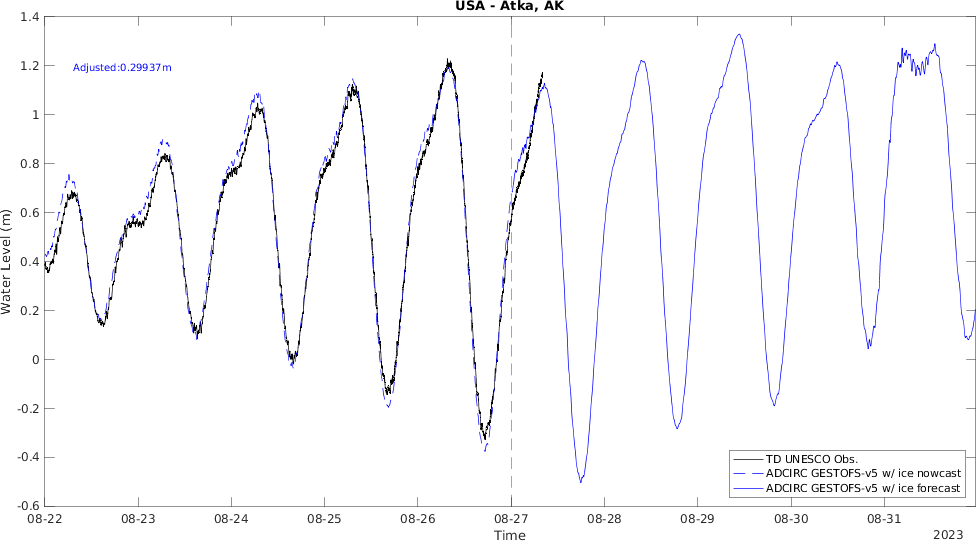 USA - Atka, AK
1.4
1.2
1
0.8
0.6
0.4
0.2
0
-0.2
-0.4
-0.6
Water Level (m)
Adjusted:0.29937m
TD UNESCO Obs.
ADCIRC GESTOFS-v5 w/ ice nowcast
ADCIRC GESTOFS-v5 w/ ice forecast
08-22 08-23 08-24 08-25 08-26 08-27 08-28 08-29 08-30 08-31
Time
2023